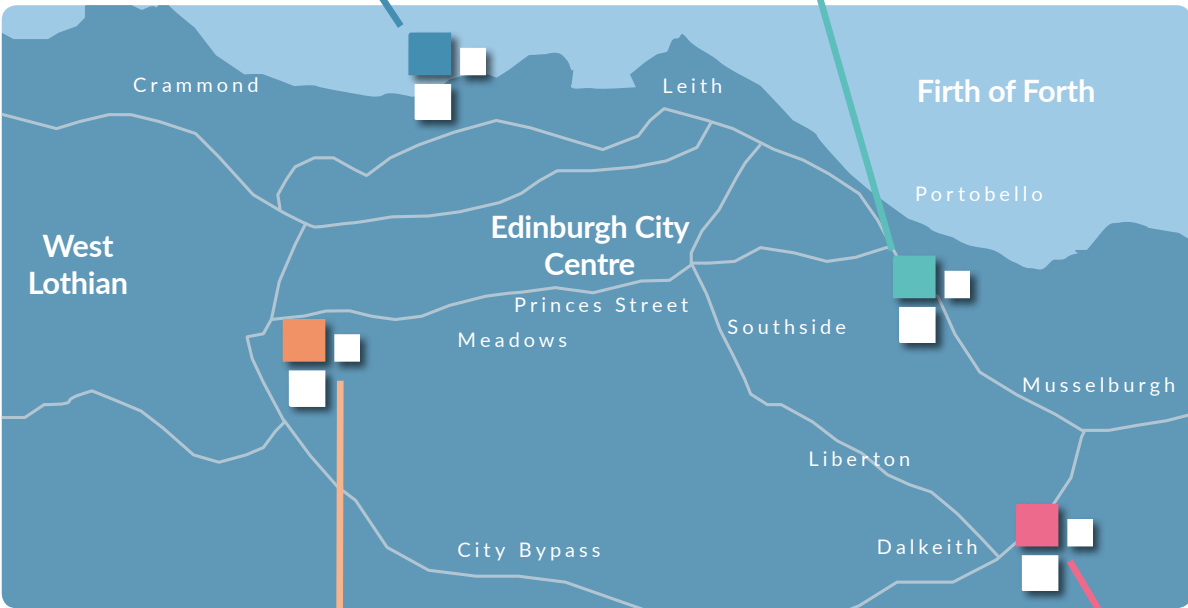 Crammond
Leith
Firth of Forth
Portobello
Edinburgh City
Centre
West
Lothian
Princes Street
Southside
Meadows
Musselburgh
Liberton
Dalkeith
City Bypass